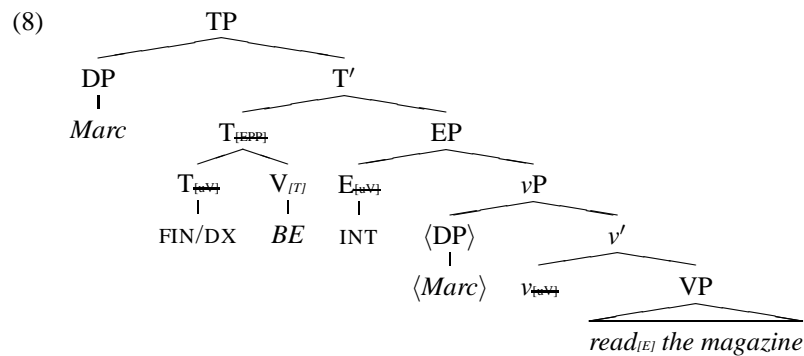 (8) TP
DP T′
Marc T[EPP] EP
T[uV] V[T] E[uV] vP
FIN/DX BE INT ⟨DP⟩ v′
⟨Marc⟩ v[uV] VP
read[E] the magazine